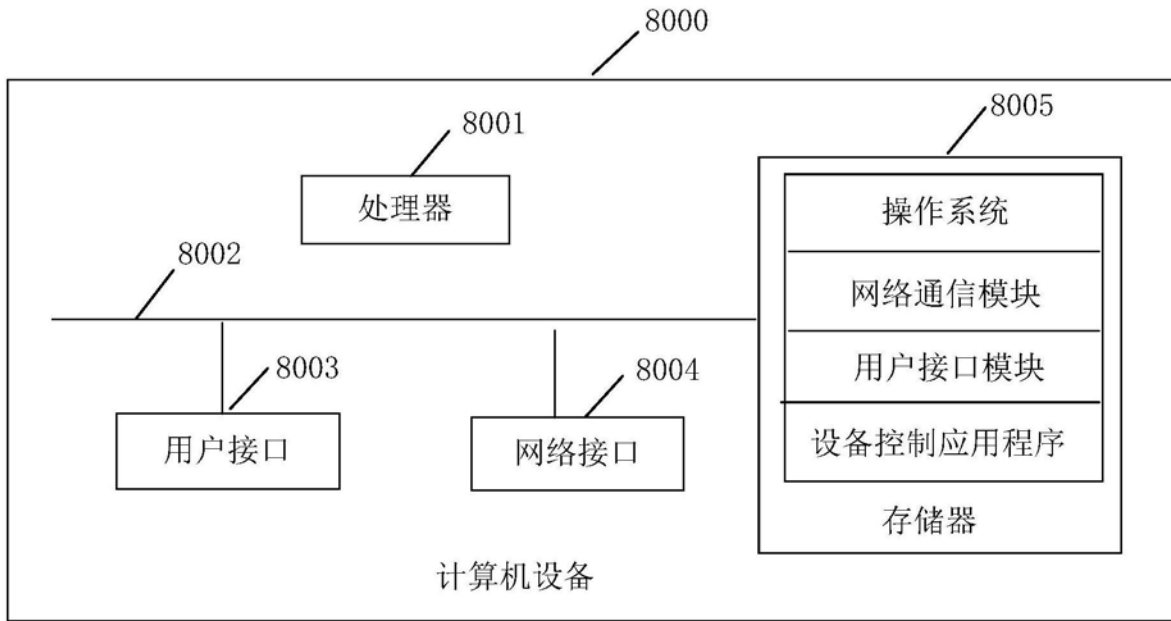 8000
8005
8001
处理器
操作系统
8002
网络通信模块
8003
8004
用户接口模块
用户接口
网络接口
设备控制应用程序
存储器
计算机设备